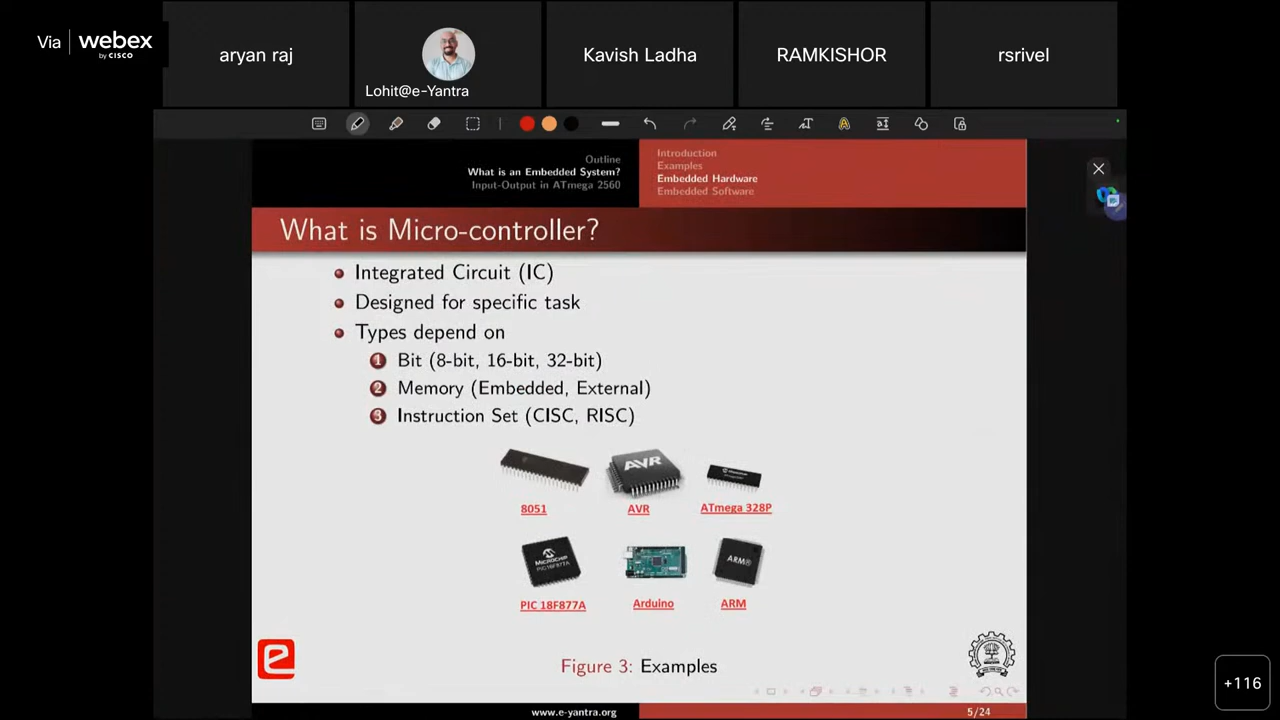 Via webex
by CISCO
aryan raj
Lohit@e-Yantra
Kavish Ladha
RAMKISHOR
rsrivel
Outline
What is an Embedded System?
Input-Output in ATmega 2560
Introduction
Examples
Embedded Hardware
Embedded Software
What is Micro-controller?
Integrated Circuit (IC)
Designed for specific task
Types depend on
1 Bit (8-bit, 16-bit, 32-bit)
2 Memory (Embedded, External)
3 Instruction Set (CISC, RISC)
AVR
8051
AVR
ATmega 328P
MICROCHIP
PIC 18F877A
ARM®
PIC 18F877A
Arduino
ARM
Figure 3: Examples
www.e-yantra.org
5/24
+116